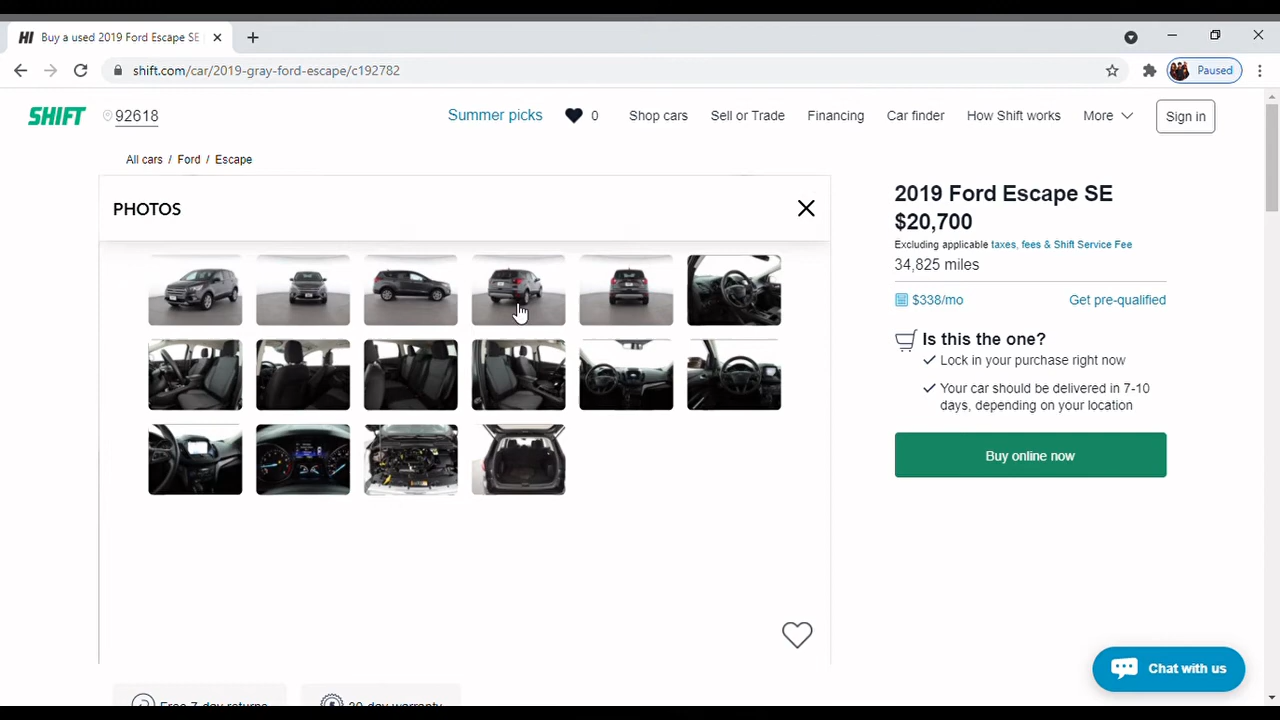 HI Buy a used 2019 Ford Escape SE
shift.com/car/2019-gray-ford-escape/c192782
Paused
SHIFT
92618
Summer picks
0
Shop cars
Sell or Trade
Financing
Car finder
How Shift works
More
Sign in
All cars / Ford / Escape
PHOTOS
2019 Ford Escape SE
$20,700
Excluding applicable taxes, fees & Shift Service Fee
34,825 miles
$338/mo
Get pre-qualified
Is this the one?
Lock in your purchase right now
Your car should be delivered in 7-10
days, depending on your location
Buy online now
Chat with us
Free 7-day returns
30-day warranty